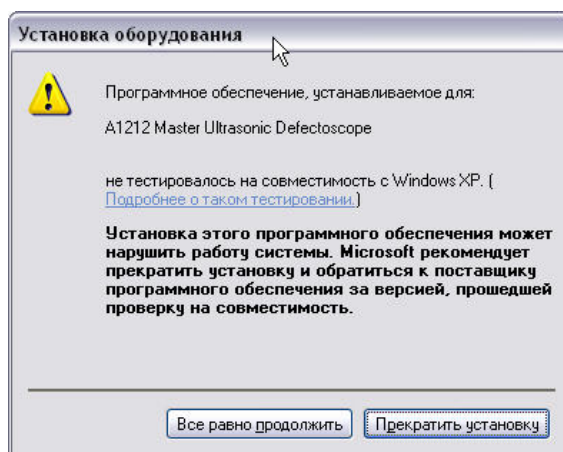 Установка оборудования
Программное обеспечение, устанавливаемое для:
A1212 Master Ultrasonic Defectoscope
не тестировалось на совместимость с Windows XP. (
Подробнее о таком тестировании.)
Установка этого программного обеспечения может
нарушить работу системы. Microsoft рекомендует
прекратить установку и обратиться к поставщику
программного обеспечения за версией, прошедшей
проверку на совместимость.
Все равно продолжить
Прекратить установку